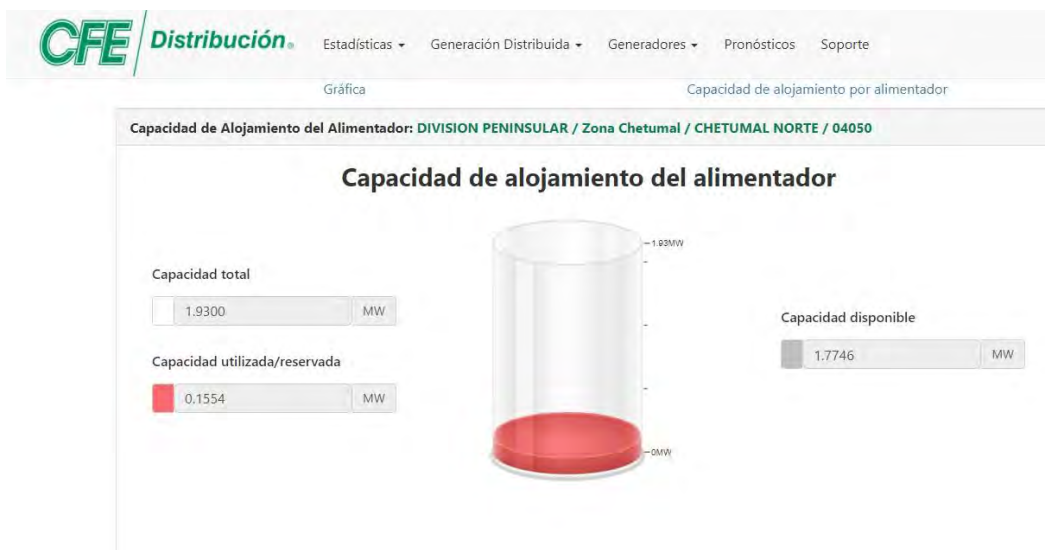 CFE Distribución®
Estadísticas Generación Distribuida Generadores Pronósticos Soporte
Gráfica Capacidad de alojamiento por alimentador
Capacidad de Alojamiento del Alimentador: DIVISION PENINSULAR / Zona Chetumal / CHETUMAL NORTE / 04050
Capacidad de alojamiento del alimentador
1.93MW
Capacidad total
1.9300 MW
Capacidad disponible
1.7746 MW
Capacidad utilizada/reservada
0.1554 MW
0MW